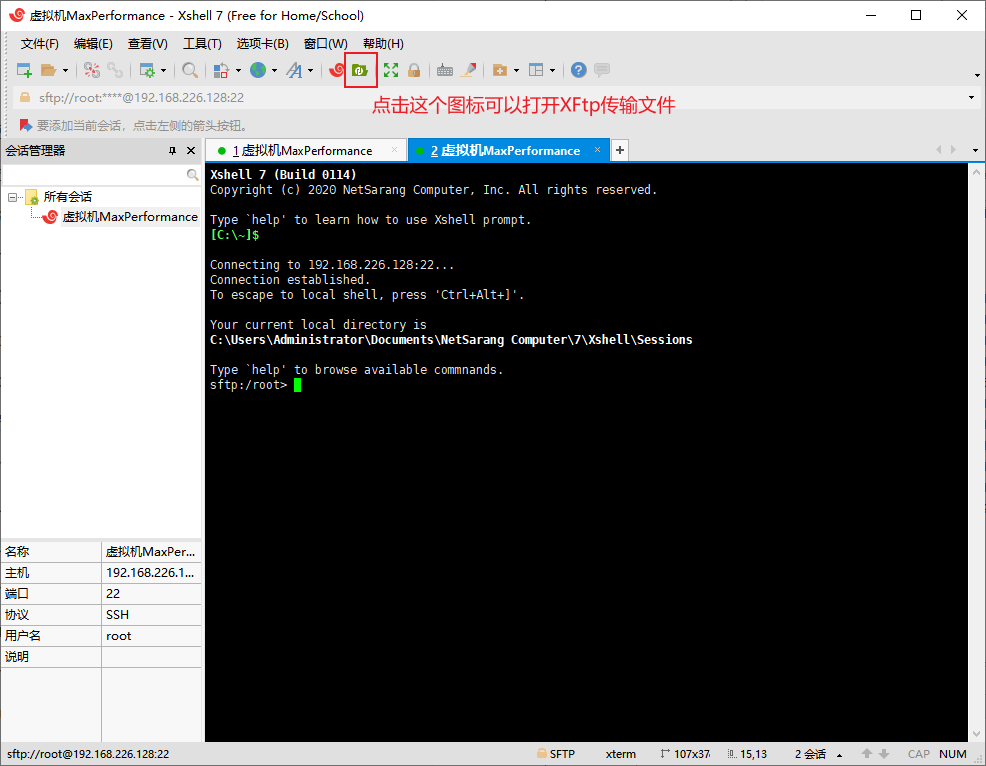 虚拟机MaxPerformance - Xshell 7 (Free for Home/School)
文件(F) 编辑(E) 查看(V) 工具(T) 选项卡(B) 窗口(W) 帮助(H)
sftp://root:****@192.168.226.128:22
点击这个图标可以打开XFtp传输文件
要添加当前会话，点击左侧的箭头按钮。
会话管理器
1 虚拟机MaxPerformance
2 虚拟机MaxPerformance
所有会话
虚拟机MaxPerformance
Xshell 7 (Build 0114)
Copyright (c) 2020 NetSarang Computer, Inc. All rights reserved.
Type `help' to learn how to use Xshell prompt.
[C:\~]$
Connecting to 192.168.226.128:22...
Connection established.
To escape to local shell, press 'Ctrl+Alt+]'.
Your current local directory is
C:\Users\Administrator\Documents\NetSarang Computer\7\Xshell\Sessions
Type `help' to browse available commnands.
sftp:/root>
名称 虚拟机MaxPer...
主机 192.168.226.1...
端口 22
协议 SSH
用户名 root
说明
sftp://root@192.168.226.128:22 SFTP xterm 107x37 15,13 2 会话 CAP NUM